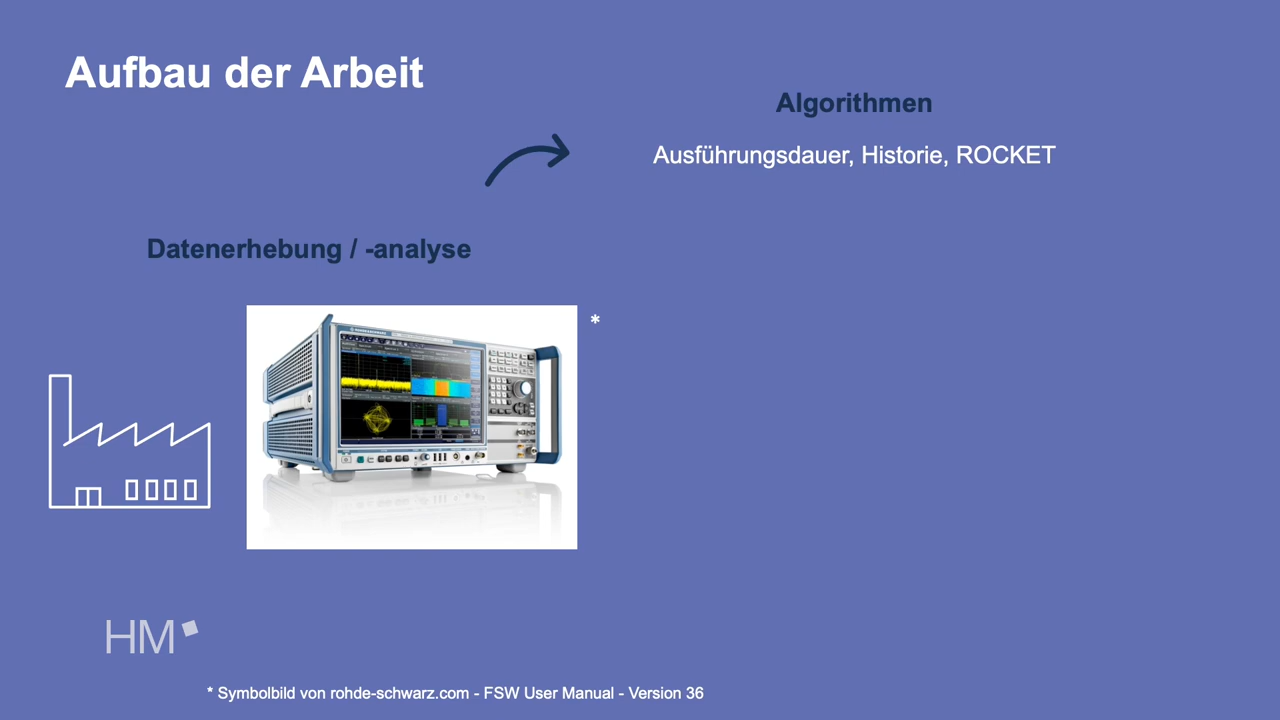 Aufbau der Arbeit
Algorithmen
Ausführungsdauer, Historie, ROCKET
Datenerhebung / -analyse
*
HM
* Symbolbild von rohde-schwarz.com - FSW User Manual - Version 36